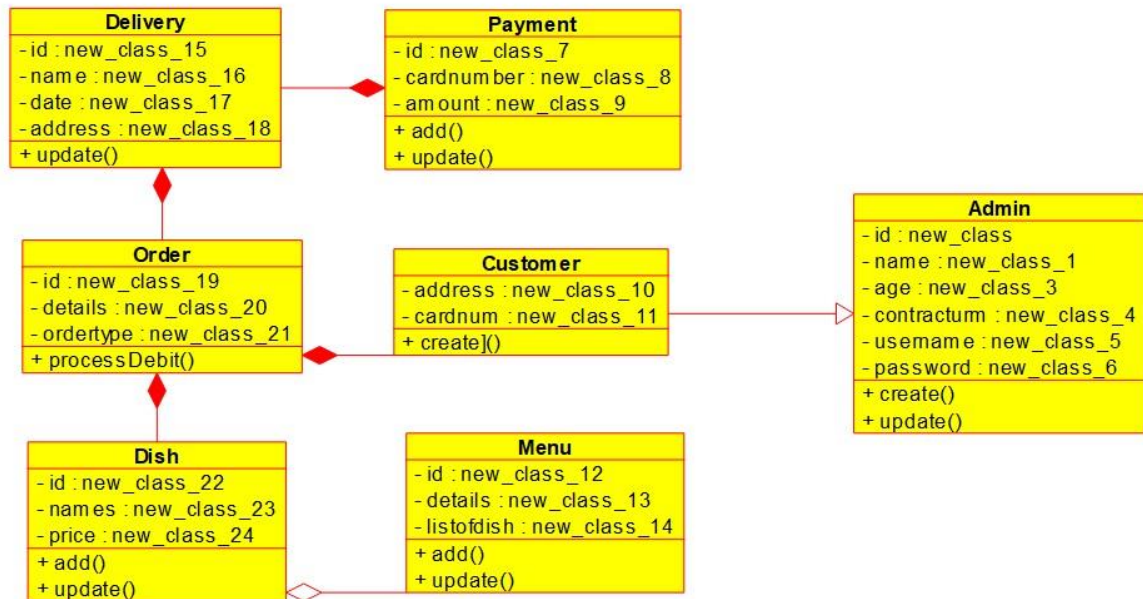 Delivery
- id : new_class_15
- name : new_class_16
- date : new_class_17
- address : new_class_18
+ update()
Payment
- id : new_class_7
- cardnumber : new_class_8
- amount : new_class_9
+ add()
+ update()
Order
- id : new_class_19
- details : new_class_20
- ordertype : new_class_21
+ processDebit()
Customer
- address : new_class_10
- cardnum : new_class_11
+ create]()
Admin
- id : new_class
- name : new_class_1
- age : new_class_3
- contracturm : new_class_4
- username : new_class_5
- password : new_class_6
+ create()
+ update()
Dish
- id : new_class_22
- names : new_class_23
- price : new_class_24
+ add()
+ update()
Menu
- id : new_class_12
- details : new_class_13
- listofdish : new_class_14
+ add()
+ update()